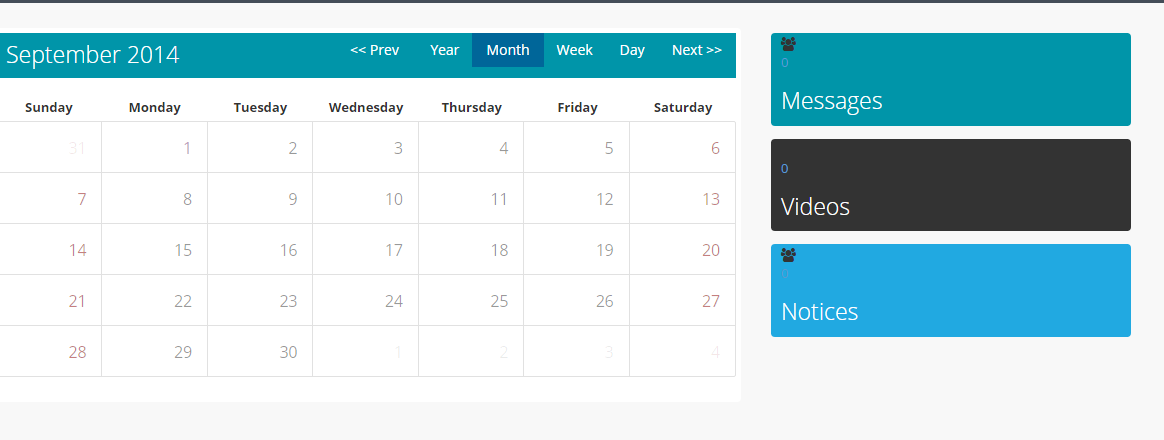 September 2014
<< Prev Year Month Week Day Next >>
Sunday Monday Tuesday Wednesday Thursday Friday Saturday
31 1 2 3 4 5 6
7 8 9 10 11 12 13
14 15 16 17 18 19 20
21 22 23 24 25 26 27
28 29 30 1 2 3 4
0
Messages
0
Videos
Notices